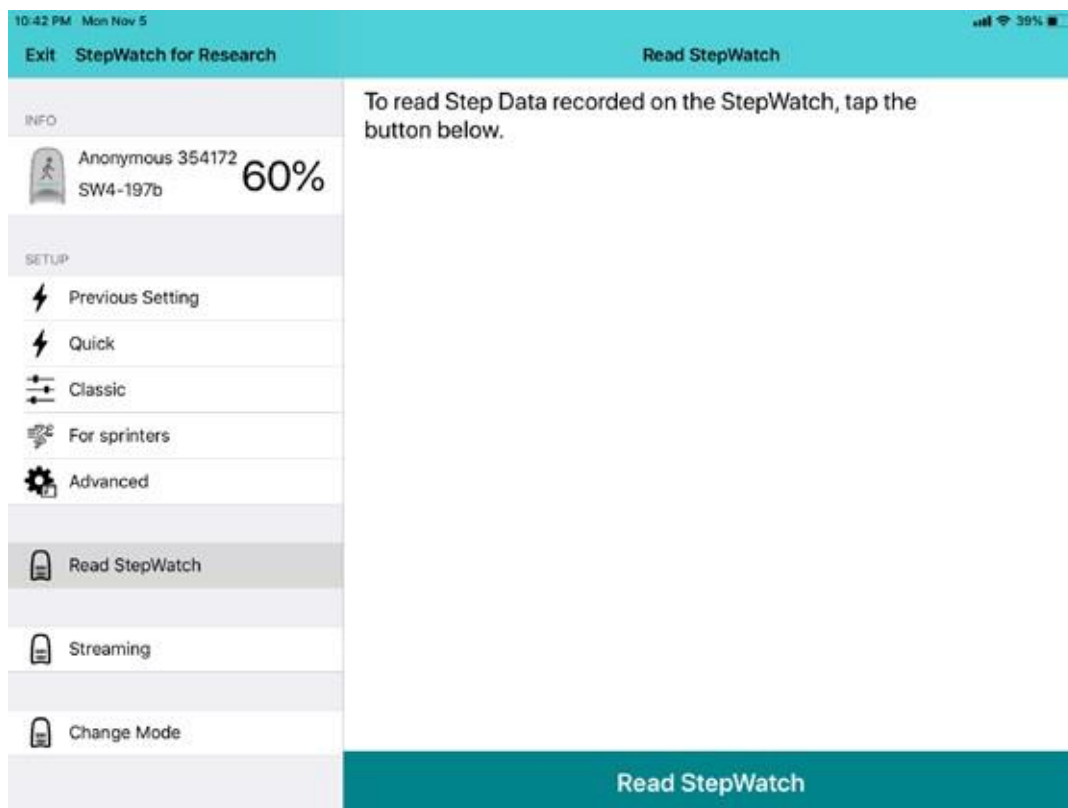 10:42 PM Mon Nov 5
39%
Exit StepWatch for Research
Read StepWatch
INFO
Anonymous 354172
60%
SW4-197b
SETUP
Previous Setting
Quick
Classic
For sprinters
Advanced
Read StepWatch
Streaming
Change Mode
To read Step Data recorded on the StepWatch, tap the
button below.
Read StepWatch